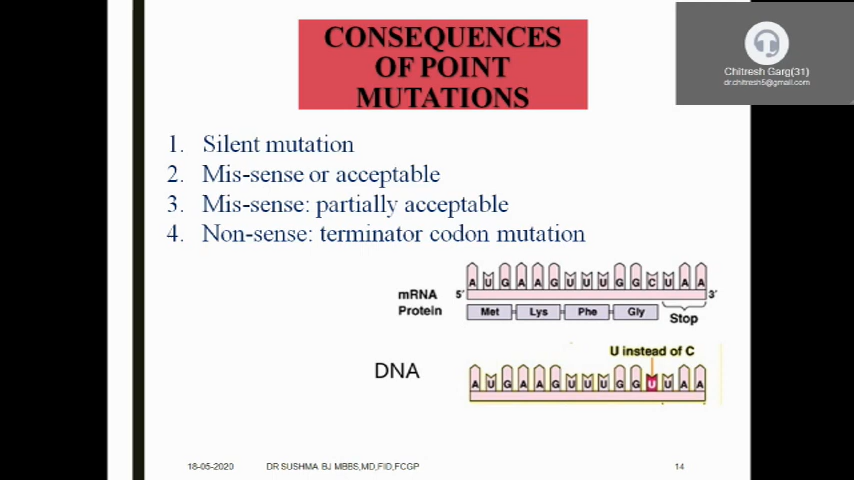 CONSEQUENCES
OF POINT
MUTATIONS
Chitresh Garg(31)
dr.chitresh5@gmail.com
1. Silent mutation
2. Mis-sense or acceptable
3. Mis-sense: partially acceptable
4. Non-sense: terminator codon mutation
mRNA 5′ A U G A A G U U U G G C U A A 3′
Protein Met Lys Phe Gly Stop
U instead of C
DNA A U G A A G U U U G G U U A A
18-05-2020 DR SUSHMA BJ MBBS,MD,FID,FCGP 14